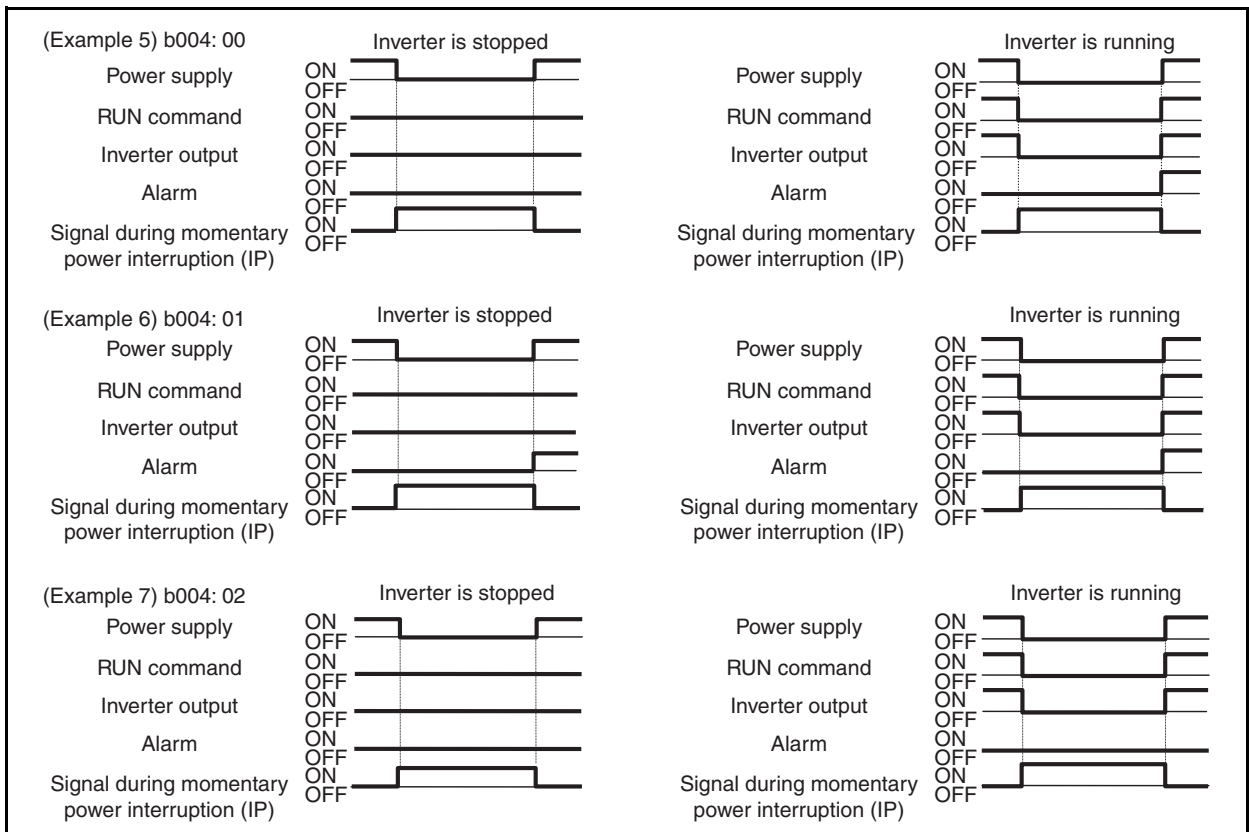 (Example 5) b004: 00
Inverter is stopped
Power supply
ON
OFF
RUN command
ON
OFF
Inverter output
ON
OFF
Alarm
ON
OFF
Signal during momentary
power interruption (IP)
ON
OFF
Inverter is running
Power supply
ON
OFF
RUN command
ON
OFF
Inverter output
ON
OFF
Alarm
ON
OFF
Signal during momentary
power interruption (IP)
ON
OFF
(Example 6) b004: 01
Inverter is stopped
Power supply
ON
OFF
RUN command
ON
OFF
Inverter output
ON
OFF
Alarm
ON
OFF
Signal during momentary
power interruption (IP)
ON
OFF
Inverter is running
Power supply
ON
OFF
RUN command
ON
OFF
Inverter output
ON
OFF
Alarm
ON
OFF
Signal during momentary
power interruption (IP)
ON
OFF
(Example 7) b004: 02
Inverter is stopped
Power supply
ON
OFF
RUN command
ON
OFF
Inverter output
ON
OFF
Alarm
ON
OFF
Signal during momentary
power interruption (IP)
ON
OFF
Inverter is running
Power supply
ON
OFF
RUN command
ON
OFF
Inverter output
ON
OFF
Alarm
ON
OFF
Signal during momentary
power interruption (IP)
ON
OFF